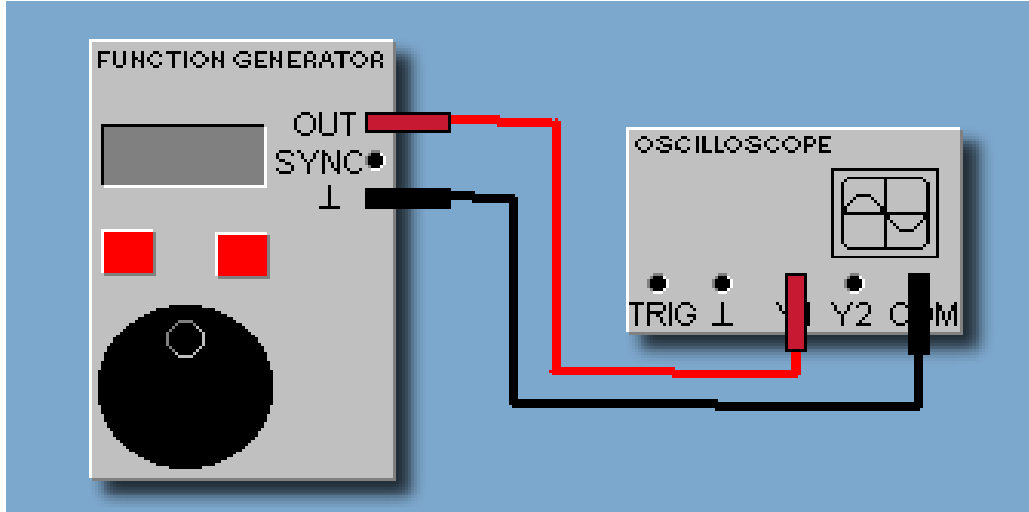 FUNCTION GENERATOR
OUT
SYNC
⊥
OSCILLOSCOPE
TRIG ⊥ Y1 Y2 COM